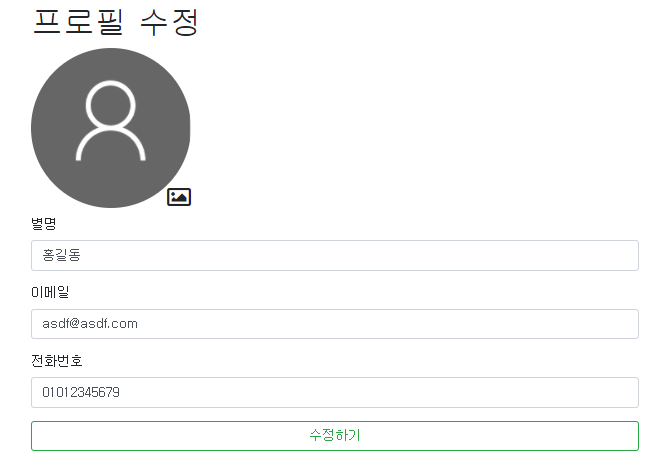 프로필 수정
별명
홍길동
이메일
asdf@asdf.com
전화번호
01012345679
수정하기